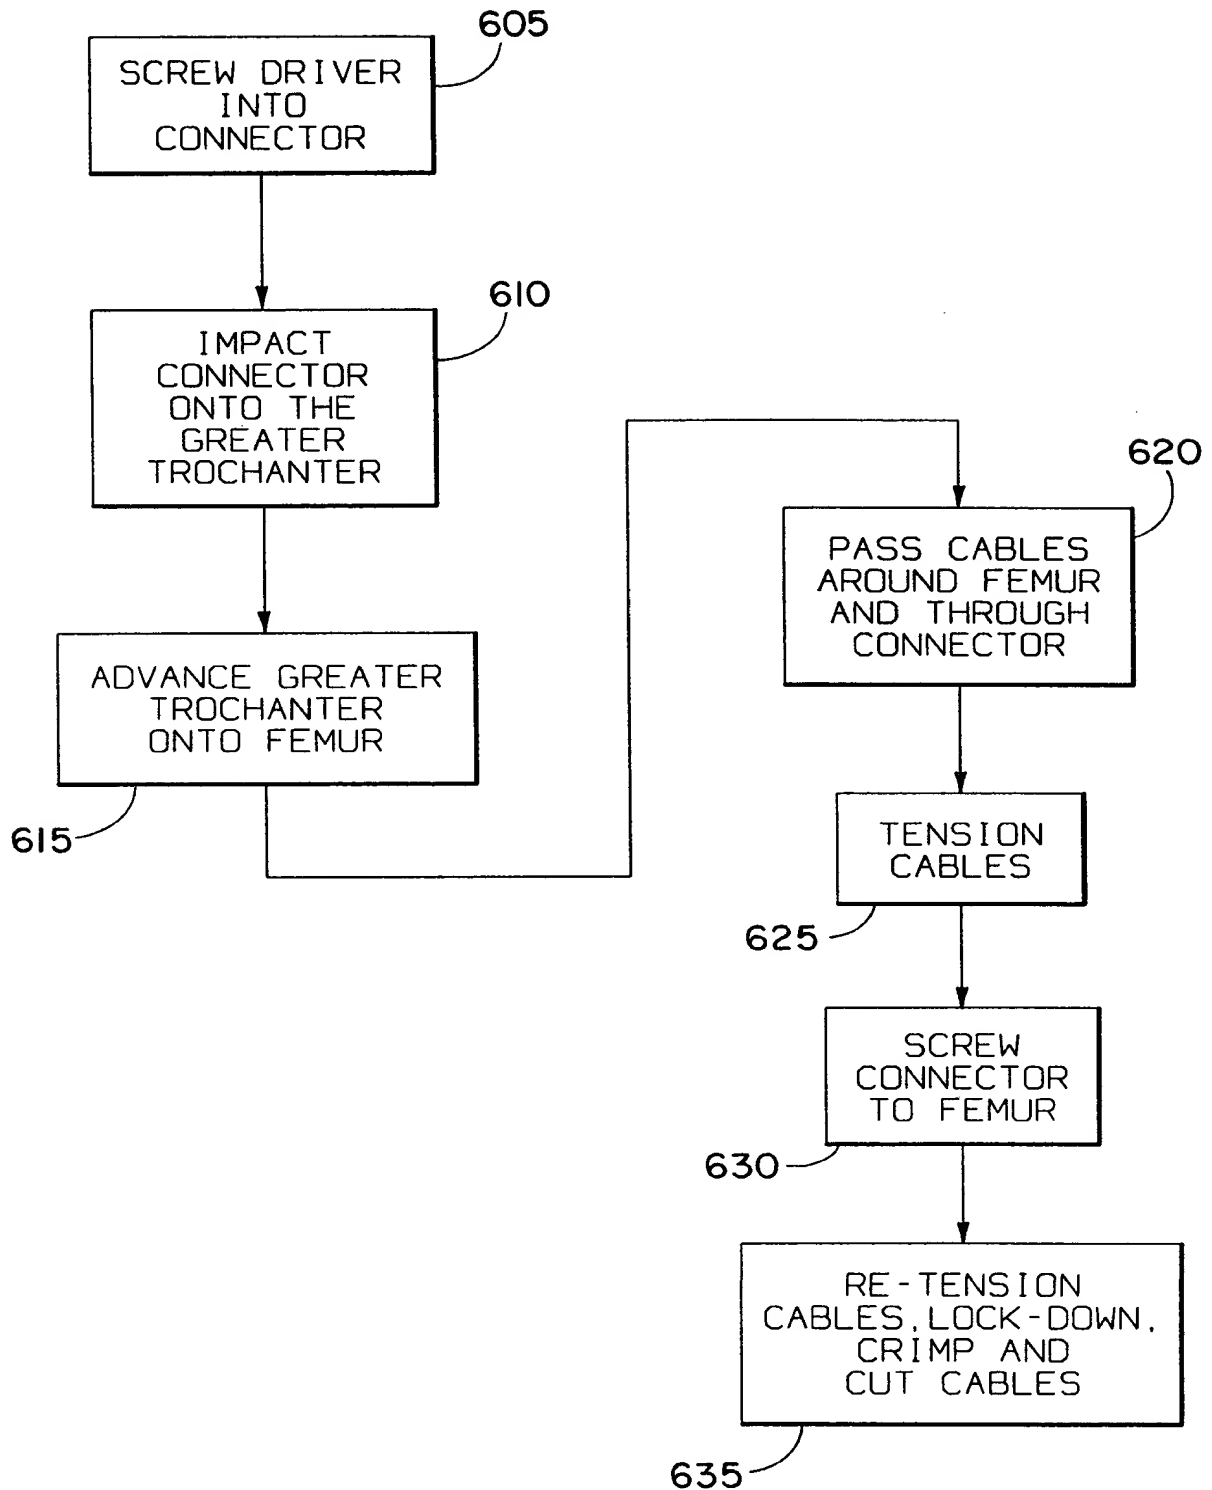 605
SCREW DRIVER
INTO
CONNECTOR
610
IMPACT
CONNECTOR
ONTO THE
GREATER
TROCHANTER
ADVANCE GREATER
TROCHANTER
ONTO FEMUR
615
620
PASS CABLES
AROUND FEMUR
AND THROUGH
CONNECTOR
TENSION
CABLES
625
SCREW
CONNECTOR
TO FEMUR
630
RE-TENSION
CABLES, LOCK-DOWN,
CRIMP AND
CUT CABLES
635